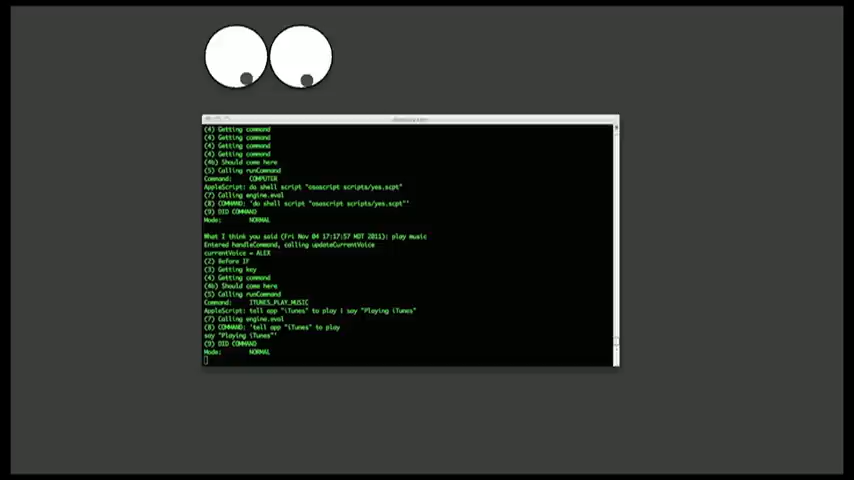 (4) Getting command
(4) Getting command
(4) Getting command
(4) Getting command
(4b) Should come here
(5) Calling runCommand
Command: COMPUTER
AppleScript: do shell script "osascript scripts/yes.scpt"
(7) Calling engine.eval
(8) COMMAND: 'do shell script "osascript scripts/yes.scpt"'
(9) DID COMMAND
Mode: NORMAL
What I think you said (Fri Nov 04 17:17:57 MDT 2011): play music
Entered handleCommand, calling updateCurrentVoice
currentVoice = ALEX
(2) Before IF
(3) Getting key
(4) Getting command
(4b) Should come here
(5) Calling runCommand
Command: ITUNES_PLAY_MUSIC
AppleScript: tell app "iTunes" to play | say "Playing iTunes"
(7) Calling engine.eval
(8) COMMAND: 'tell app "iTunes" to play
say "Playing iTunes"'
(9) DID COMMAND
Mode: NORMAL